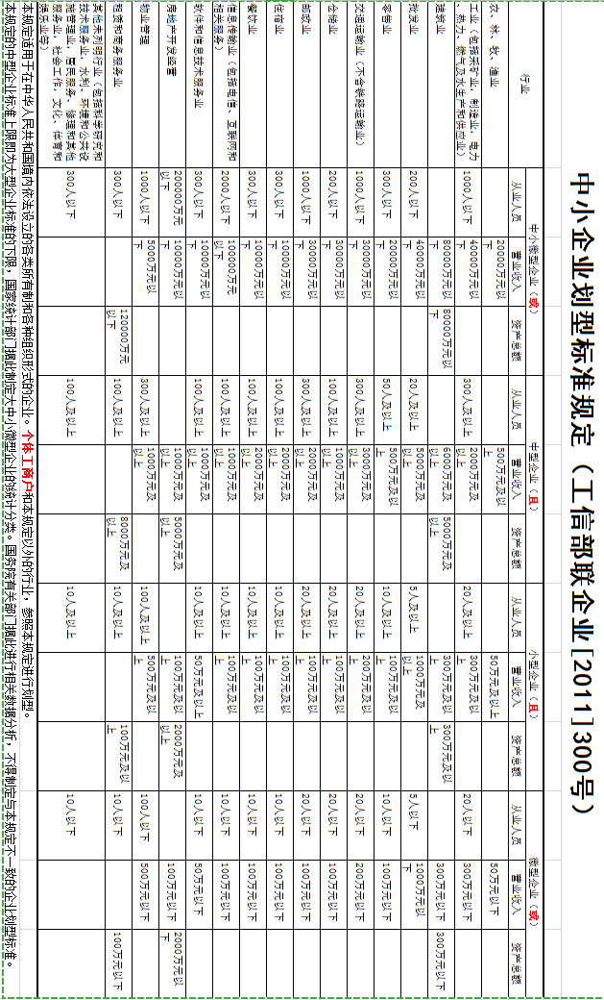 中小企业划型标准规定（工信部联企业[2011]300号）
行业 中小微型企业（或） 中型企业（且） 小型企业（且） 微型企业（或）
从业人员 营业收入 资产总额 从业人员 营业收入 资产总额 从业人员 营业收入 资产总额 从业人员 营业收入 资产总额
农、林、牧、渔业 20000万元以下 500万元及以上 50万元及以上 50万元以下
工业（包括采矿业，制造业，电力、热力、燃气及水生产和供应业） 1000人以下 40000万元以下 300人及以上 2000万元及以上 20人及以上 300万元及以上 20人以下 300万元以下
建筑业 80000万元以下 80000万元以下 6000万元及以上 5000万元及以上 300万元及以上 300万元及以上 300万元以下 300万元以下
批发业 200人以下 40000万元以下 20人及以上 5000万元及以上 5人及以上 1000万元及以上 5人以下 1000万元以下
零售业 300人以下 20000万元以下 50人及以上 500万元及以上 10人及以上 100万元及以上 10人以下 100万元以下
交通运输业（不含铁路运输业） 1000人以下 30000万元以下 300人及以上 3000万元及以上 20人及以上 200万元及以上 20人以下 200万元以下
仓储业 200人以下 30000万元以下 100人及以上 1000万元及以上 20人及以上 100万元及以上 20人以下 100万元以下
邮政业 1000人以下 30000万元以下 300人及以上 2000万元及以上 20人及以上 100万元及以上 20人以下 100万元以下
住宿业 300人以下 10000万元以下 100人及以上 2000万元及以上 10人及以上 100万元及以上 10人以下 100万元以下
餐饮业 300人以下 10000万元以下 100人及以上 2000万元及以上 10人及以上 100万元及以上 10人以下 100万元以下
信息传输业（包括电信、互联网和相关服务） 2000人以下 100000万元以下 100人及以上 1000万元及以上 10人及以上 100万元及以上 10人以下 100万元以下
软件和信息技术服务业 300人以下 10000万元以下 100人及以上 1000万元及以上 10人及以上 50万元及以上 10人以下 50万元以下
房地产开发经营 200000万元以下 10000万元以下 1000万元及以上 5000万元及以上 100万元及以上 2000万元及以上 100万元以下 2000万元以下
物业管理 1000人以下 5000万元以下 300人及以上 1000万元及以上 100人及以上 500万元及以上 100人以下 500万元以下
租赁和商务服务业 300人以下 120000万元以下 100人及以上 8000万元及以上 10人及以上 100万元及以上 10人以下 100万元以下
其他未列明行业（包括科学研究和技术服务业，水利、环境和公共设施管理业，居民服务、修理和其他服务业，社会工作，文化、体育和娱乐业等） 300人以下 100人及以上 10人及以上 10人以下
本规定适用于在中华人民共和国境内依法设立的各类所有制和各种组织形式的企业。个体工商户和本规定以外的行业，参照本规定进行划型。
本规定的中型企业标准上限即为大型企业标准的下限，国家统计部门据此制定大中小微型企业的统计分类。国务院有关部门据此进行相关数据分析，不得制定与本规定不一致的企业划型标准。